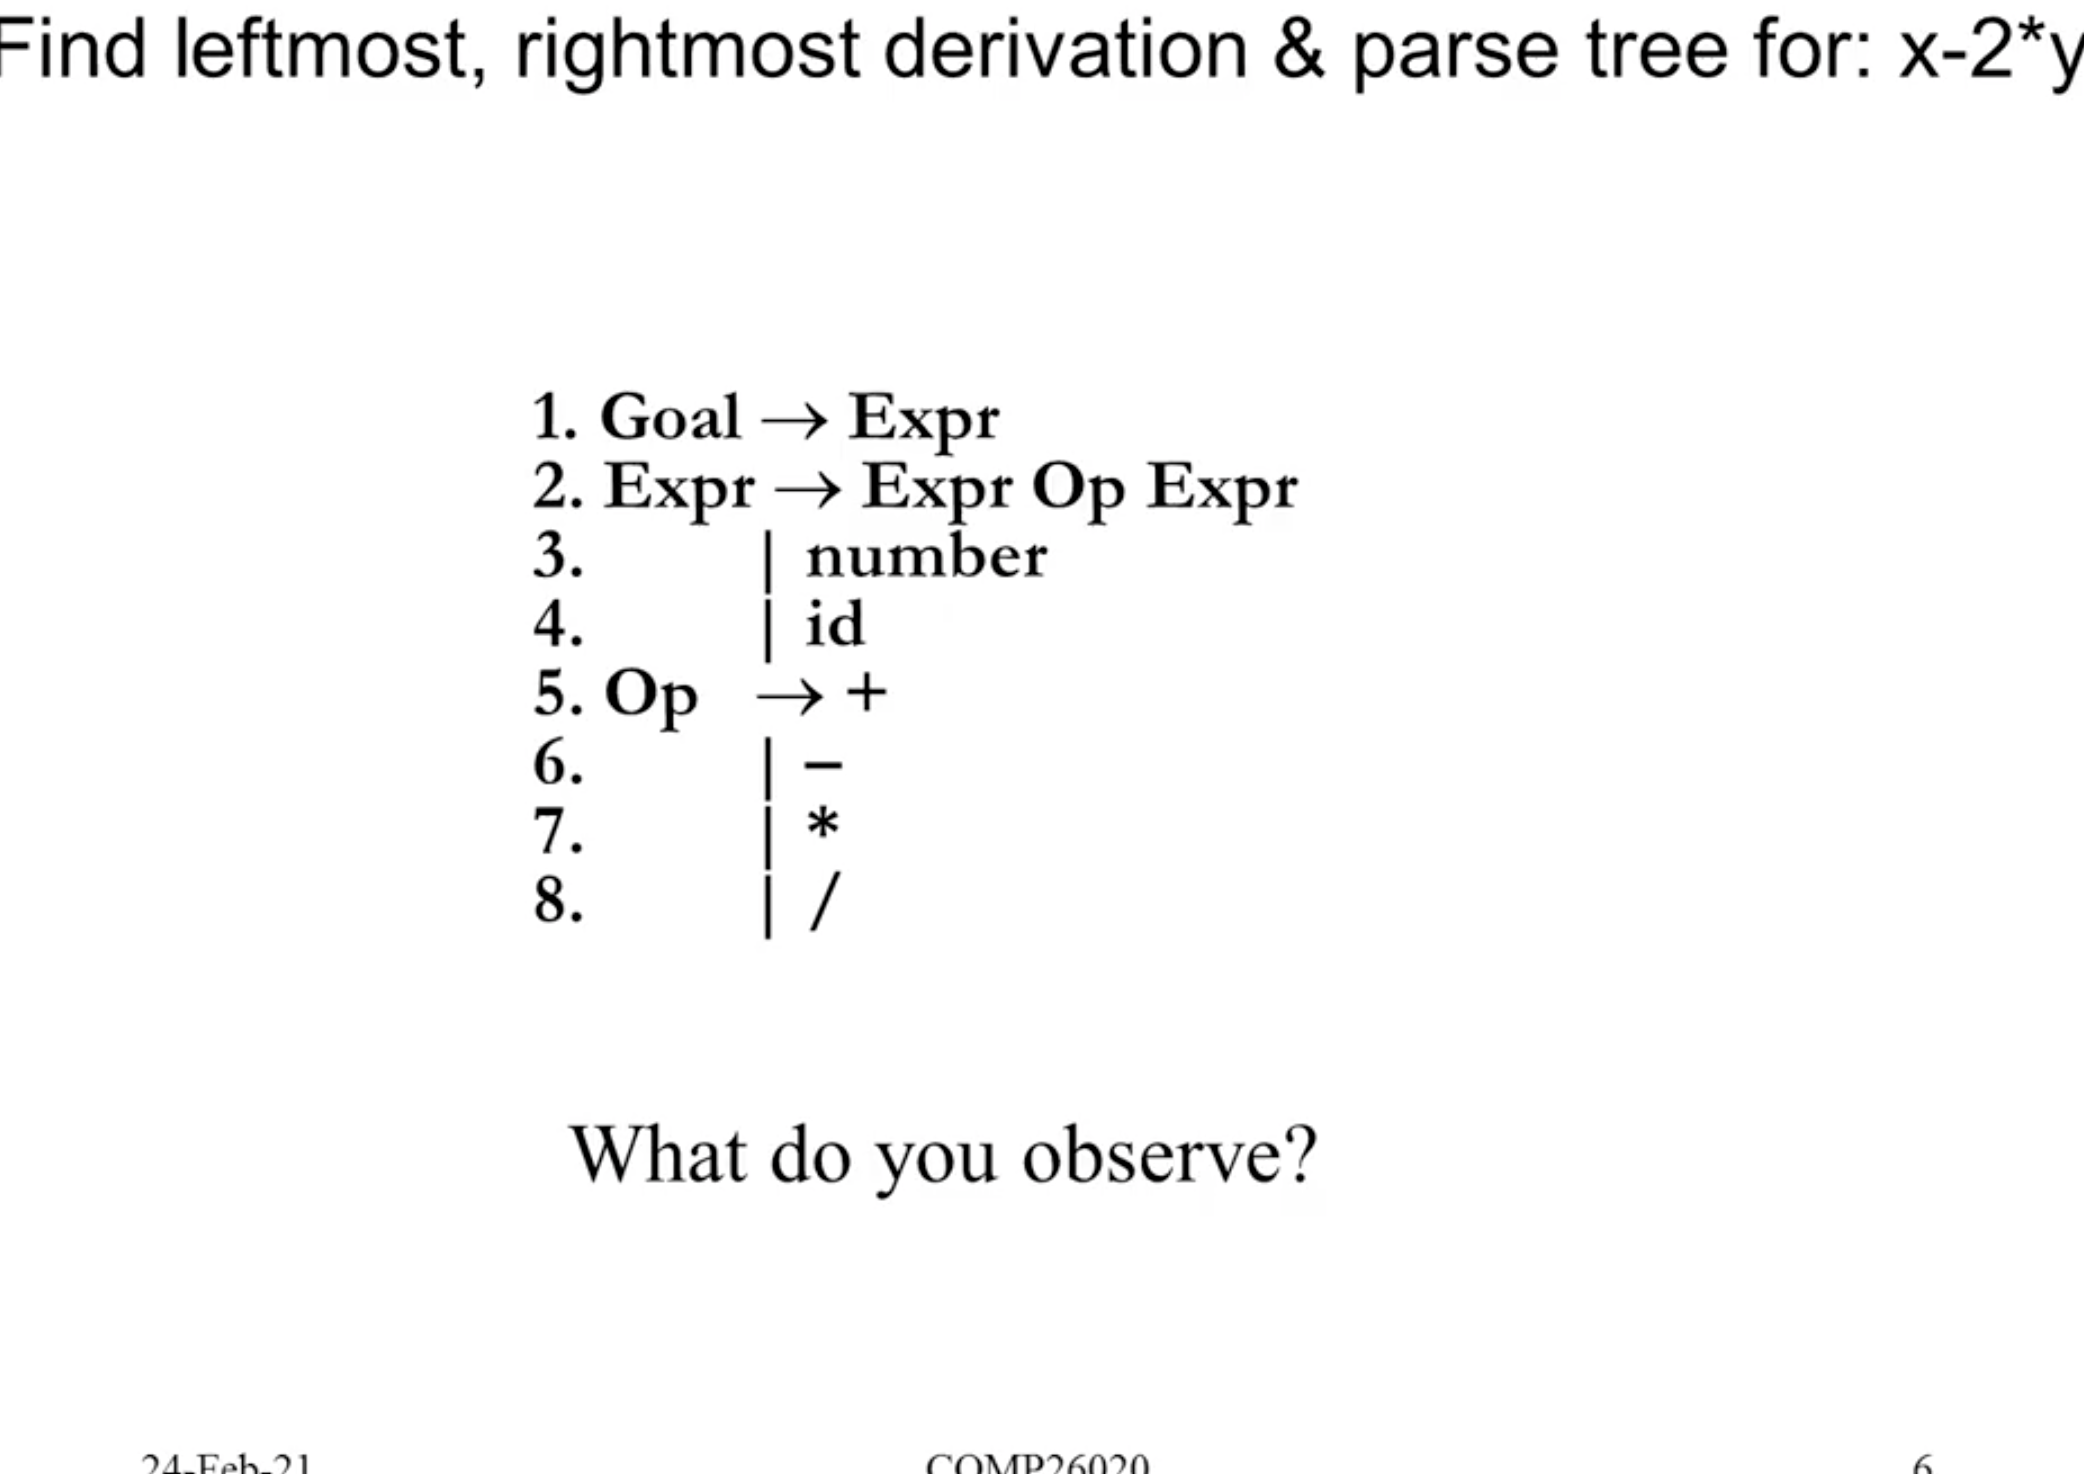 Find leftmost, rightmost derivation & parse tree for: x-2*y
1. Goal → Expr
2. Expr → Expr Op Expr
3. | number
4. | id
5. Op → +
6. | –
7. | *
8. | /
What do you observe?
24-Feb-21 COMP26020 6